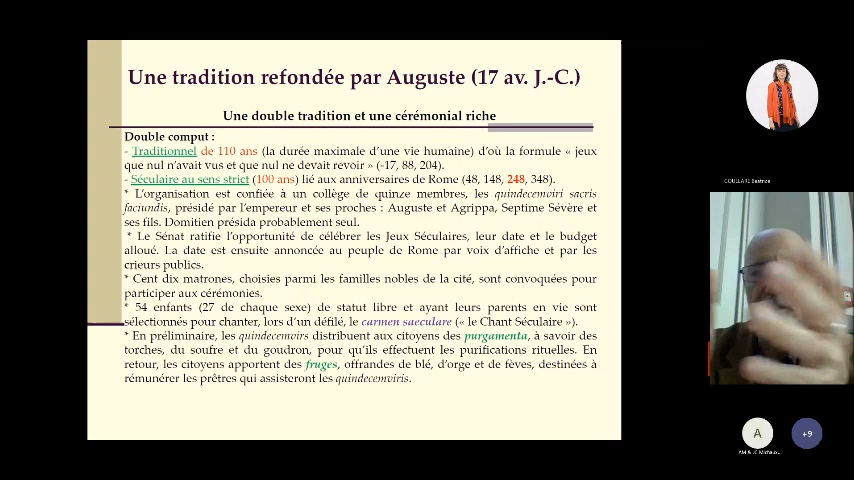 Une tradition refondée par Auguste (17 av. J.-C.)
Une double tradition et une cérémonial riche
Double comput :
- Traditionnel de 110 ans (la durée maximale d'une vie humaine) d'où la formule « jeux
que nul n'avait vus et que nul ne devait revoir » (-17, 88, 204).
- Séculaire au sens strict (100 ans) lié aux anniversaires de Rome (48, 148, 248, 348).
* L'organisation est confiée à un collège de quinze membres, les quindecemviri sacris
faciundis, présidé par l'empereur et ses proches : Auguste et Agrippa, Septime Sévère et
ses fils. Domitien présida probablement seul.
* Le Sénat ratifie l'opportunité de célébrer les Jeux Séculaires, leur date et le budget
alloué. La date est ensuite annoncée au peuple de Rome par voie d'affiche et par les
crieurs publics.
* Cent dix matrones, choisies parmi les familles nobles de la cité, sont convoquées pour
participer aux cérémonies.
* 54 enfants (27 de chaque sexe) de statut libre et ayant leurs parents en vie sont
sélectionnés pour chanter, lors d'un défilé, le carmen saeculare (« le Chant Séculaire »).
* En préliminaire, les quindecemvirs distribuent aux citoyens des purgamenta, à savoir des
torches, du soufre et du goudron, pour qu'ils effectuent les purifications rituelles. En
retour, les citoyens apportent des fruges, offrandes de blé, d'orge et de fèves, destinées à
rémunérer les prêtres qui assisteront les quindecemviris.
COULLARE Beatrice
A
+9
AM & JC Michaux...